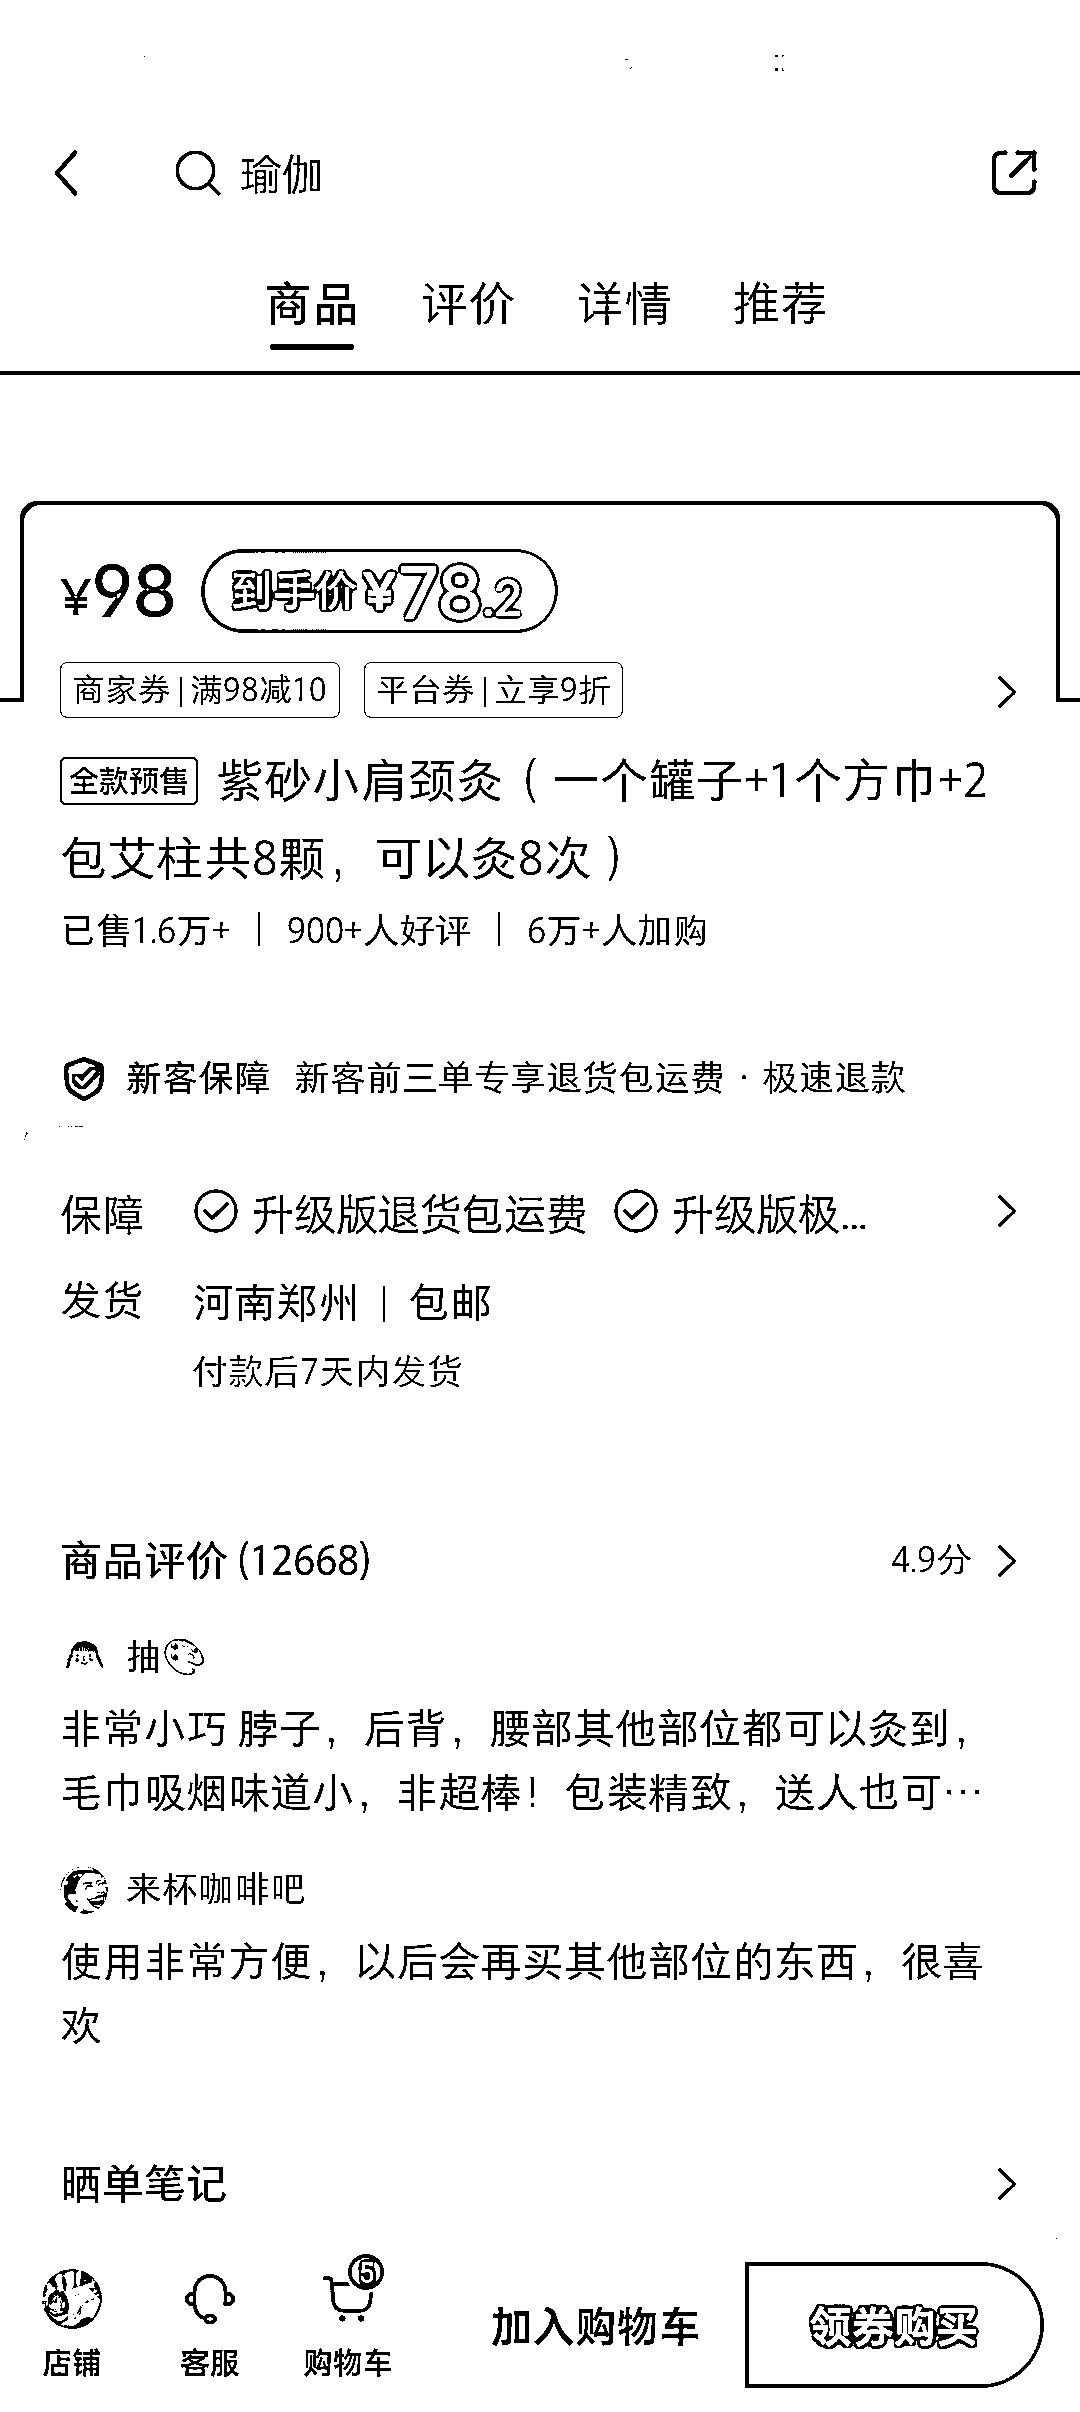 瑜伽
商品 评价 详情 推荐
¥98 到手价¥78.2
商家券|满98减10 平台券|立享9折
全款预售 紫砂小肩颈灸（一个罐子+1个方巾+2
包艾柱共8颗，可以灸8次）
已售1.6万+ | 900+人好评 | 6万+人加购
新客保障 新客前三单专享退货包运费 · 极速退款
保障 升级版退货包运费 升级版极...
发货 河南郑州 | 包邮
付款后7天内发货
商品评价 (12668) 4.9分
抽🎨
非常小巧 脖子，后背，腰部其他部位都可以灸到，
毛巾吸烟味道小，非超棒！包装精致，送人也可…
来杯咖啡吧
使用非常方便，以后会再买其他部位的东西，很喜
欢
晒单笔记
5
店铺 客服 购物车 加入购物车 领券购买